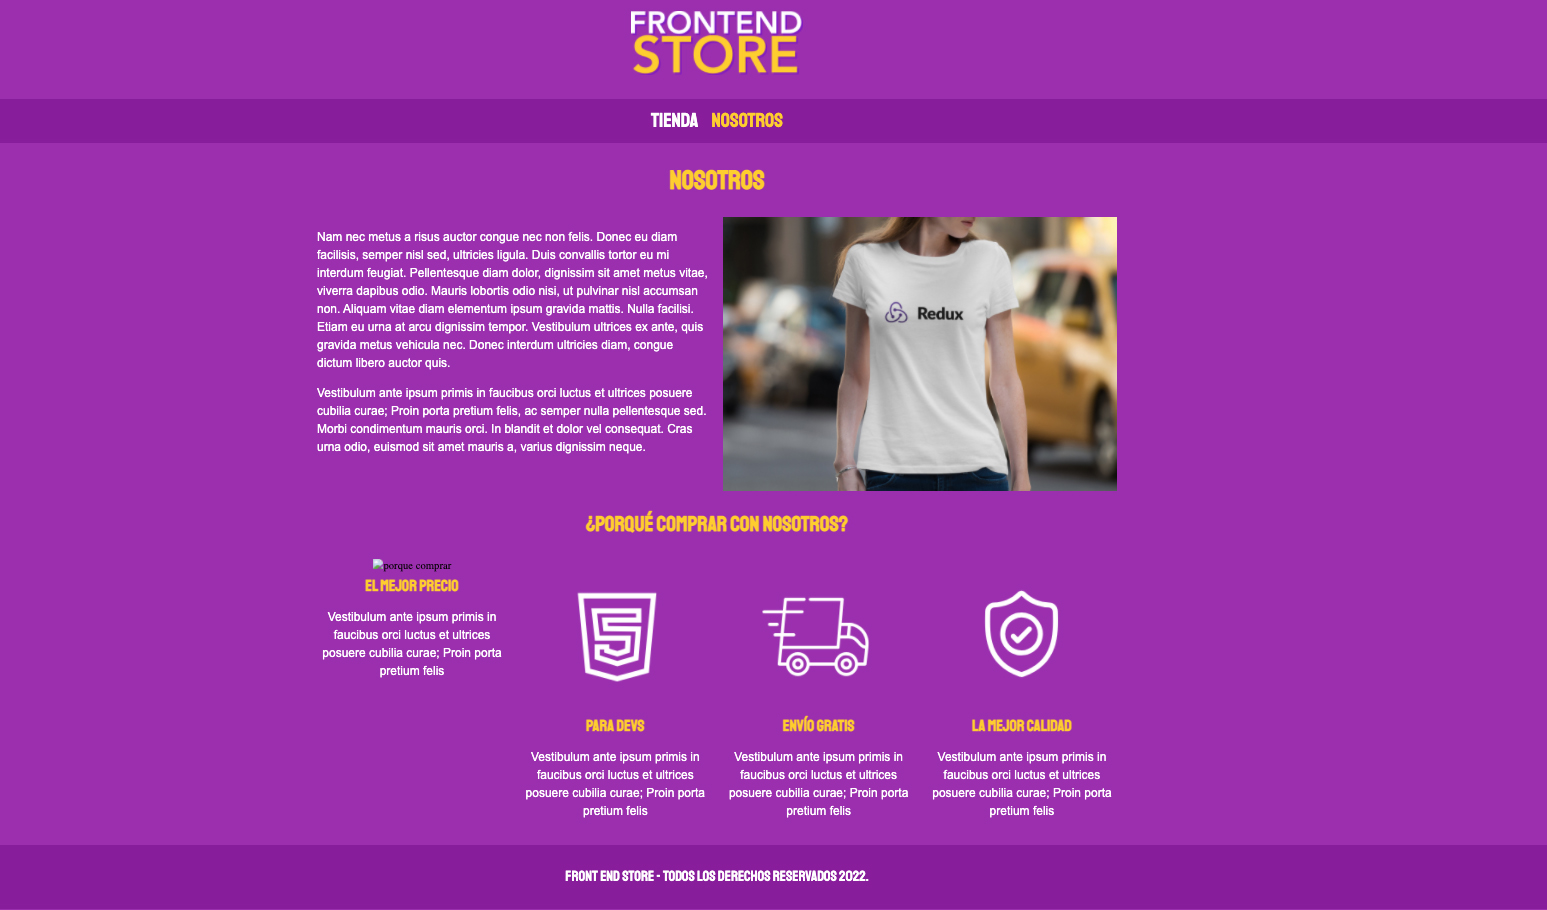 FRONTEND
STORE
TIENDA NOSOTROS
NOSOTROS
Nam nec metus a risus auctor congue nec non felis. Donec eu diam
facilisis, semper nisl sed, ultricies ligula. Duis convallis tortor eu mi
interdum feugiat. Pellentesque diam dolor, dignissim sit amet metus vitae,
viverra dapibus odio. Mauris lobortis odio nisi, ut pulvinar nisl accumsan
non. Aliquam vitae diam elementum ipsum gravida mattis. Nulla facilisi.
Etiam eu urna at arcu dignissim tempor. Vestibulum ultrices ex ante, quis
gravida metus vehicula nec. Donec interdum ultricies diam, congue
dictum libero auctor quis.
Vestibulum ante ipsum primis in faucibus orci luctus et ultrices posuere
cubilia curae; Proin porta pretium felis, ac semper nulla pellentesque sed.
Morbi condimentum mauris orci. In blandit et dolor vel consequat. Cras
urna odio, euismod sit amet mauris a, varius dignissim neque.
Redux
¿PORQUÉ COMPRAR CON NOSOTROS?
porque comprar
EL MEJOR PRECIO
Vestibulum ante ipsum primis in
faucibus orci luctus et ultrices
posuere cubilia curae; Proin porta
pretium felis
5
PARA DEVS
Vestibulum ante ipsum primis in
faucibus orci luctus et ultrices
posuere cubilia curae; Proin porta
pretium felis
ENVÍO GRATIS
Vestibulum ante ipsum primis in
faucibus orci luctus et ultrices
posuere cubilia curae; Proin porta
pretium felis
LA MEJOR CALIDAD
Vestibulum ante ipsum primis in
faucibus orci luctus et ultrices
posuere cubilia curae; Proin porta
pretium felis
FRONT END STORE - TODOS LOS DERECHOS RESERVADOS 2022.